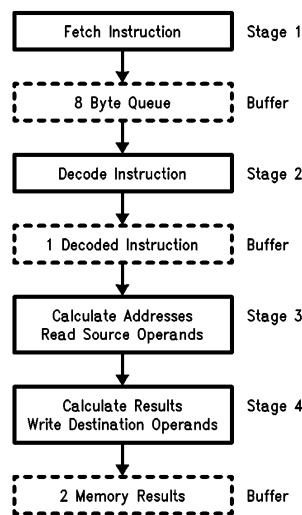 Fetch Instruction Stage 1
8 Byte Queue Buffer
Decode Instruction Stage 2
1 Decoded Instruction Buffer
Calculate Addresses Stage 3
Read Source Operands
Calculate Results Stage 4
Write Destination Operands
2 Memory Results Buffer